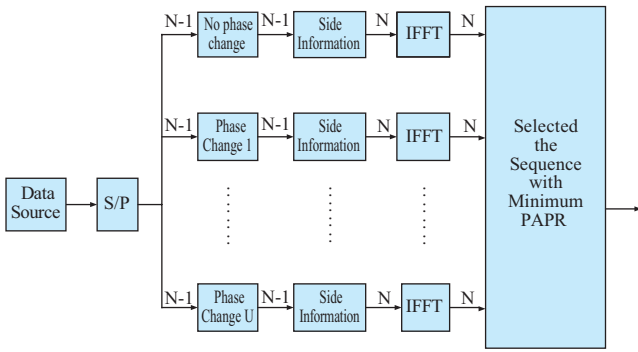 N-1
No phase
change
N-1
Side
Information
N
IFFT
N
N-1
Phase
Change 1
N-1
Side
Information
N
IFFT
N
Data
Source
S/P
N-1
Phase
Change U
N-1
Side
Information
N
IFFT
N
Selected
the
Sequence
with
Minimum
PAPR